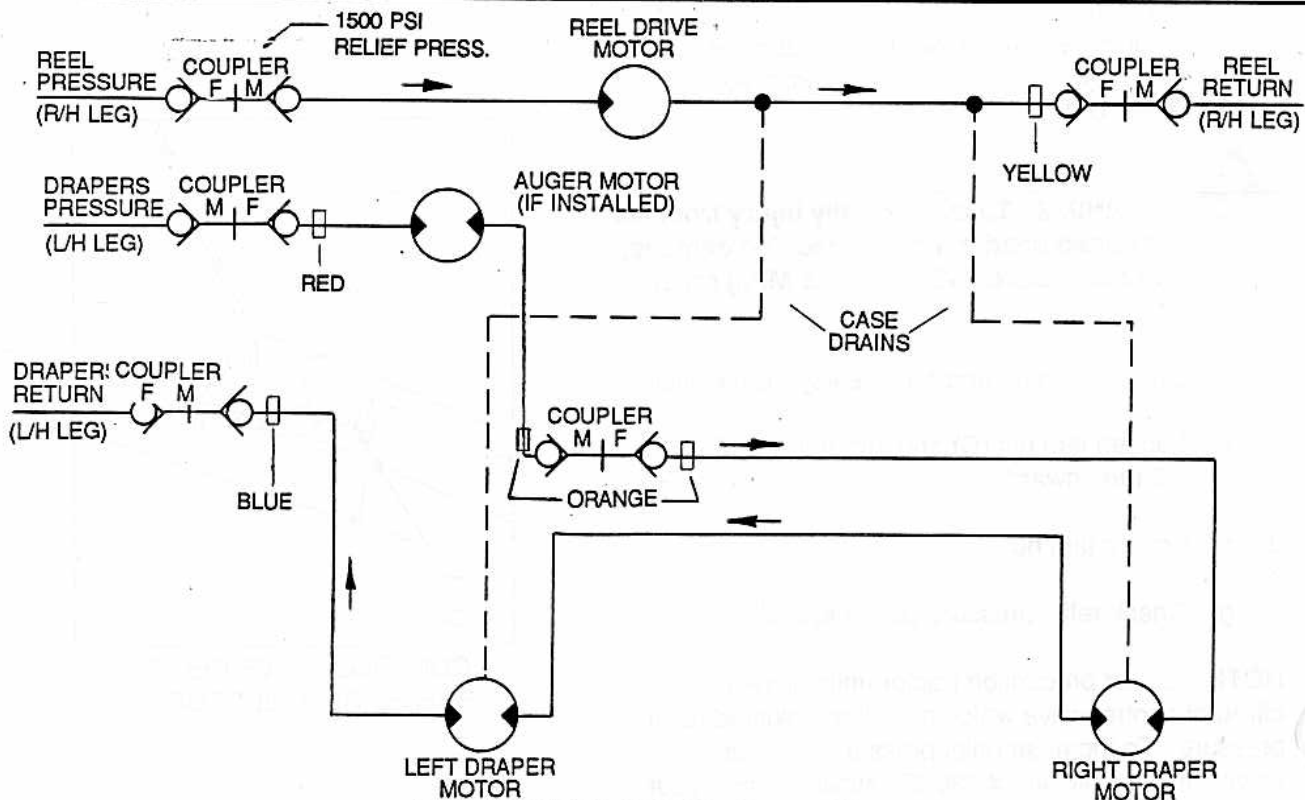 1500 PSI
RELIEF PRESS.
REEL DRIVE
MOTOR
REEL
PRESSURE
(R/H LEG)
COUPLER
F M
COUPLER
F M
REEL
RETURN
(R/H LEG)
YELLOW
DRAPERS
PRESSURE
(L/H LEG)
COUPLER
M F
RED
AUGER MOTOR
(IF INSTALLED)
CASE
DRAINS
DRAPERS
RETURN
(L/H LEG)
COUPLER
F M
BLUE
COUPLER
M F
ORANGE
LEFT DRAPER
MOTOR
RIGHT DRAPER
MOTOR